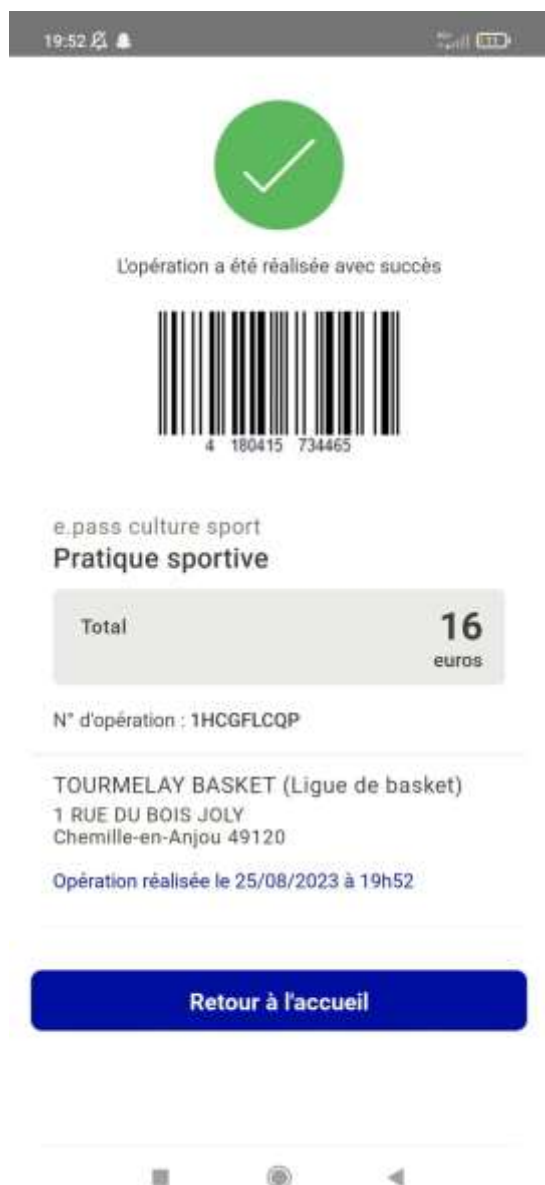 19:52
L'opération a été réalisée avec succès
4 180415 734465
e.pass culture sport
Pratique sportive
Total
16
euros
N° d'opération : 1HCGFLCQP
TOURMELAY BASKET (Ligue de basket)
1 RUE DU BOIS JOLY
Chemille-en-Anjou 49120
Opération réalisée le 25/08/2023 à 19h52
Retour à l'accueil